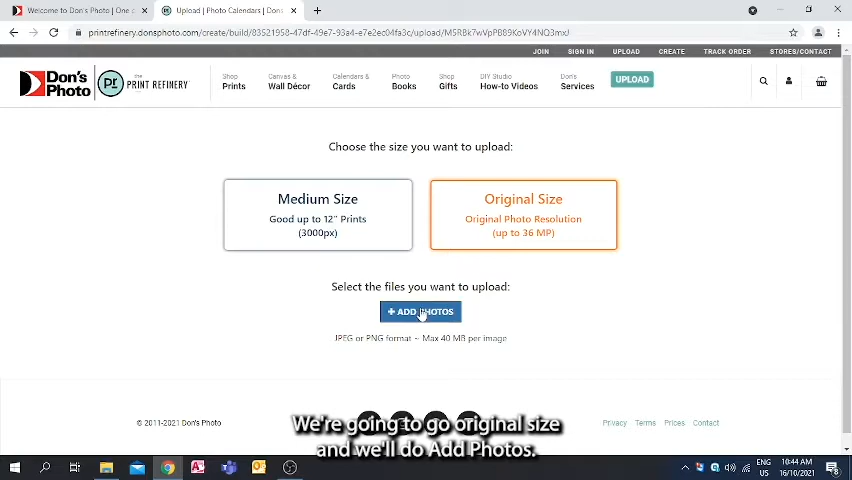 Welcome to Don's Photo | One c
Upload | Photo Calendars | Dons
printrefinery.donsphoto.com/create/build/83521958-47df-49e7-93a4-e7e2ec04fa3c/upload/M5RBk7wVpPB89KoVY4NQ3mxJ
JOIN SIGN IN UPLOAD CREATE TRACK ORDER STORES/CONTACT
Don's Photo
pr the PRINT REFINERY
Shop Prints
Canvas & Wall Décor
Calendars & Cards
Photo Books
Shop Gifts
DIY Studio How-to Videos
Don's Services
UPLOAD
Choose the size you want to upload:
Medium Size
Good up to 12" Prints
(3000px)
Original Size
Original Photo Resolution
(up to 36 MP)
Select the files you want to upload:
+ ADD PHOTOS
JPEG or PNG format ~ Max 40 MB per image
© 2011-2021 Don's Photo
Privacy Terms Prices Contact
We're going to go original size
and we'll do Add Photos.
ENG
US
10:44 AM
16/10/2021